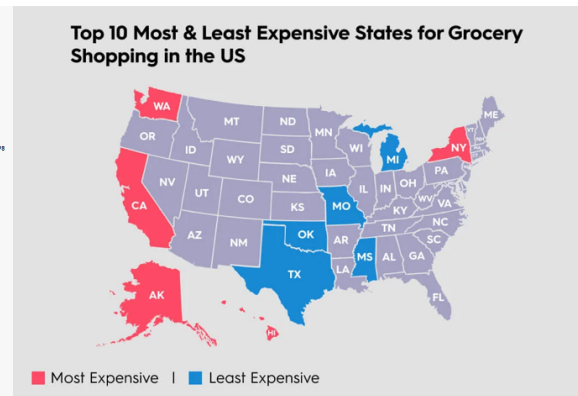 Top 10 Most & Least Expensive States for Grocery
Shopping in the US
WA
MT
ND
MN
ME
VT
NH
OR
ID
WY
SD
WI
MI
NY
NV
UT
CO
NE
IA
IL
IN
OH
PA
CA
KS
MO
KY
WV
VA
AZ
NM
OK
AR
TN
NC
SC
TX
LA
MS
AL
GA
FL
AK
HI
Most Expensive | Least Expensive